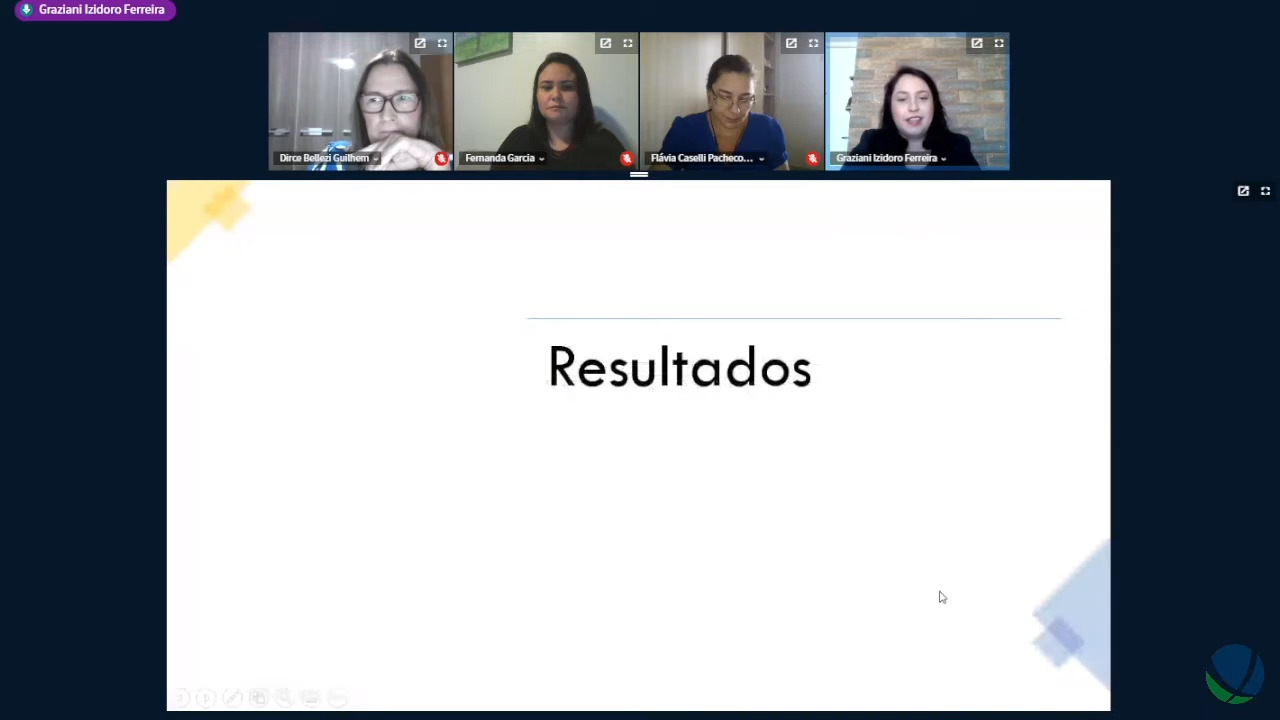 Graziani Izidoro Ferreira
Dirce Bellezi Guilhem
Fernanda Garcia
Flávia Caselli Pacheco...
Graziani Izidoro Ferreira
Resultados